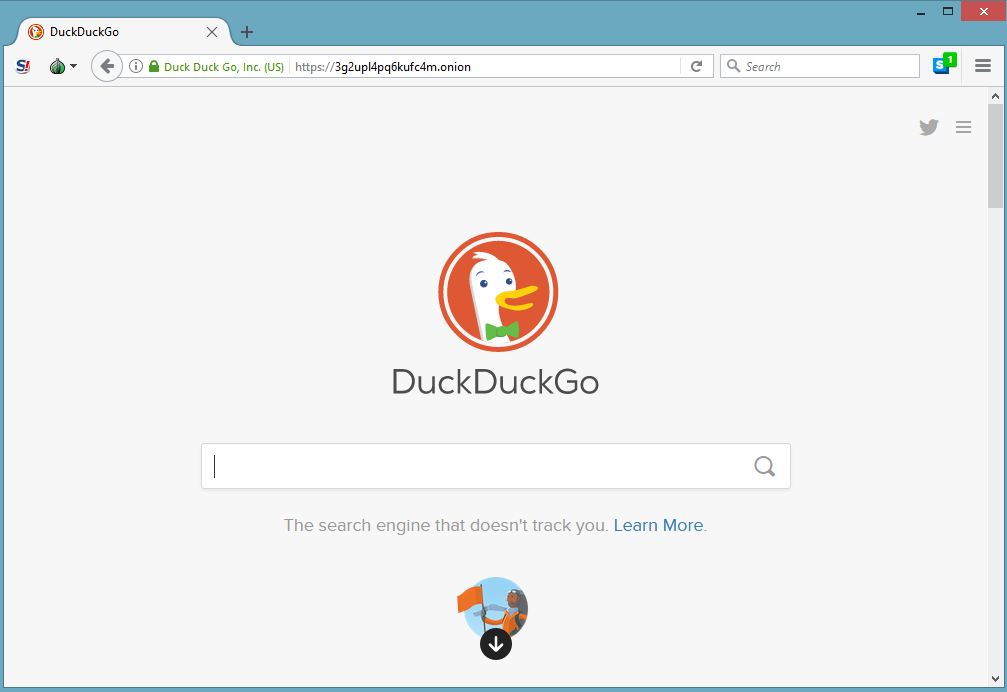 DuckDuckGo
S!
Duck Duck Go, Inc. (US)
https://3g2upl4pq6kufc4m.onion
Search
S
1
DuckDuckGo
The search engine that doesn't track you. Learn More.